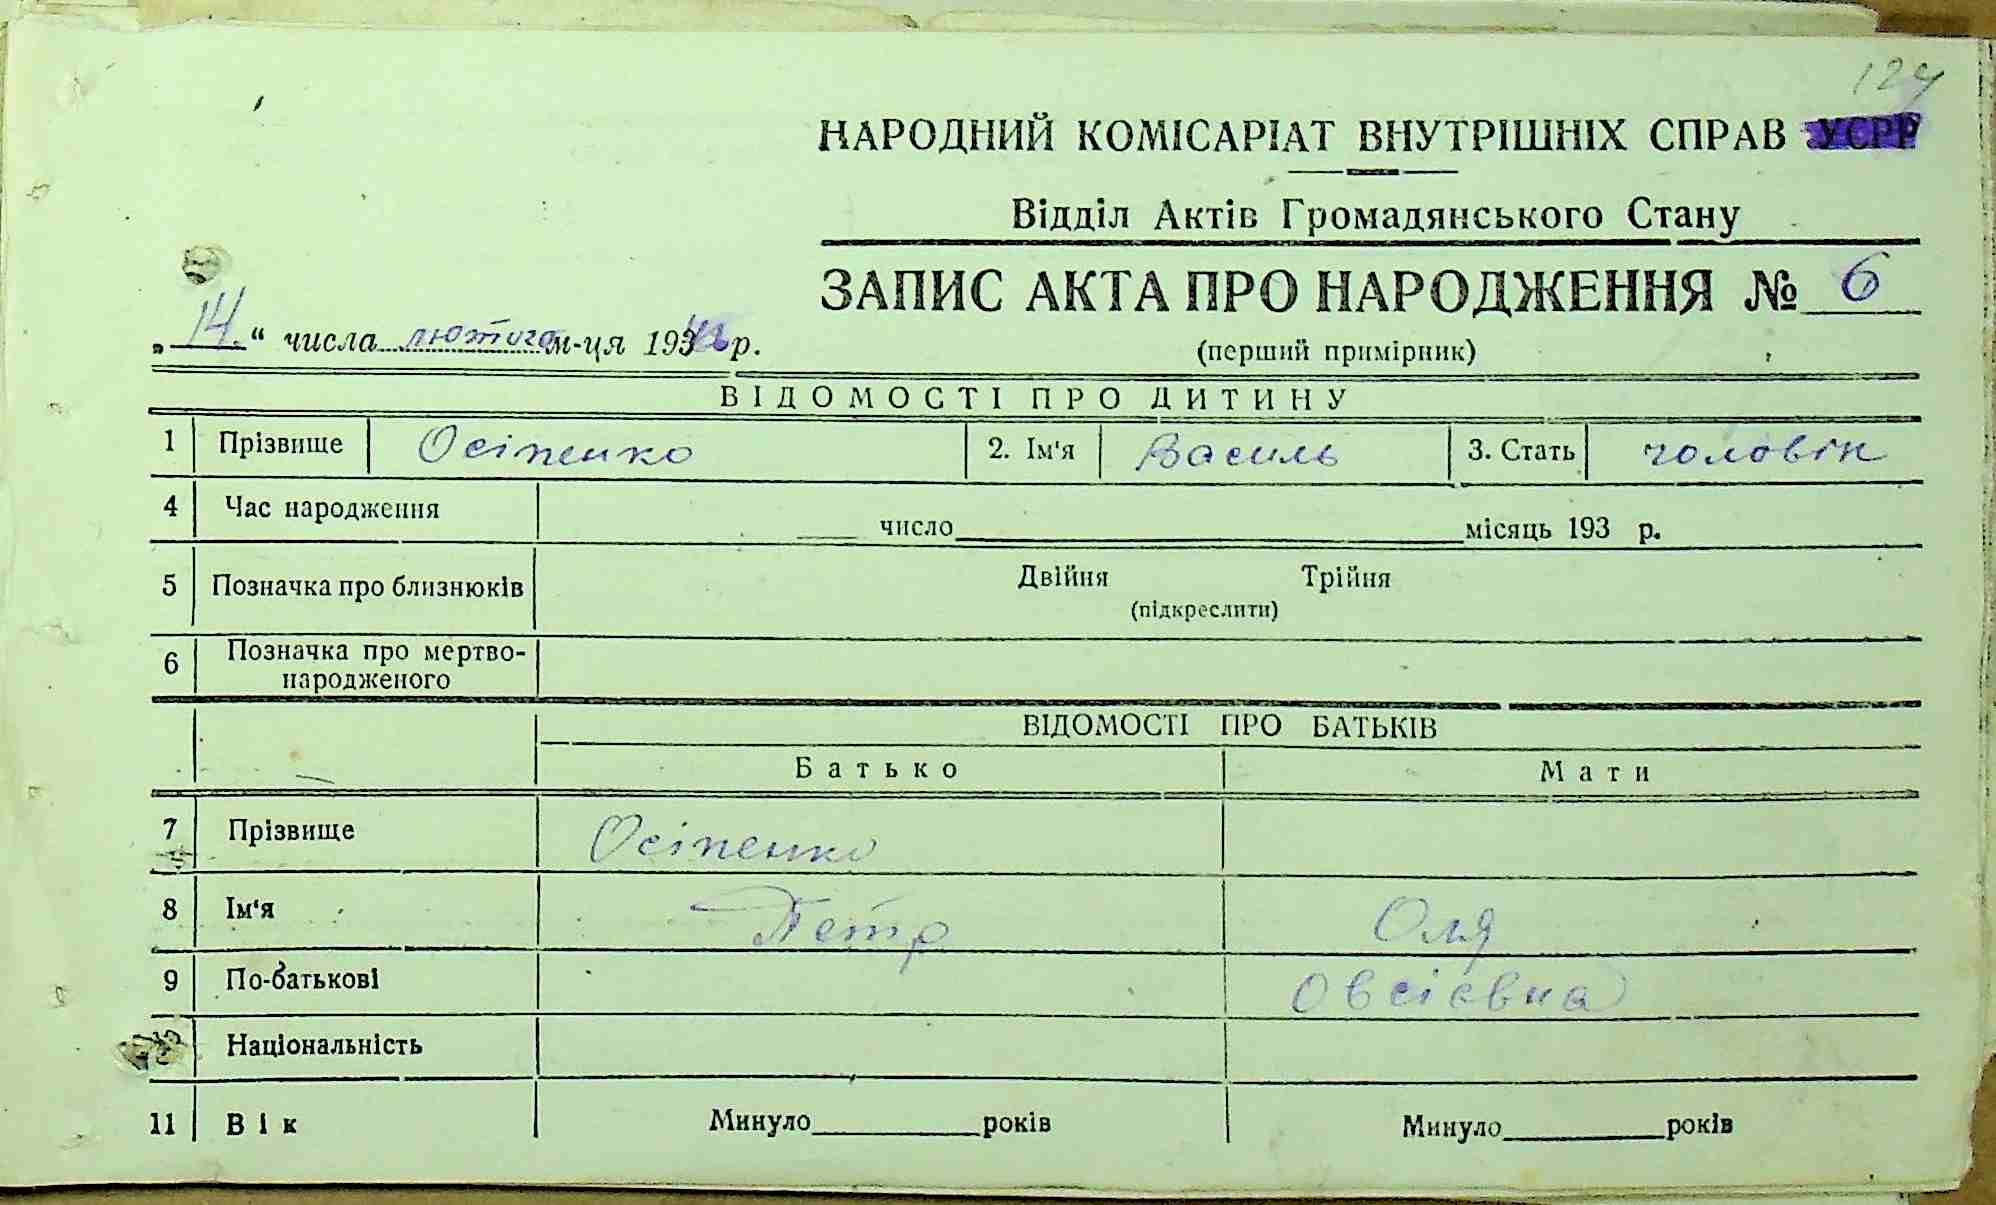 124
НАРОДНИЙ КОМІСАРІАТ ВНУТРІШНІХ СПРАВ УСРР
Відділ Актів Громадянського Стану
ЗАПИС АКТА ПРО НАРОДЖЕННЯ № 6
(перший примірник)
„14." числа лютого м-ця 1942 р.
ВІДОМОСТІ ПРО ДИТИНУ
1 Прізвище Осіпенко 2. Ім'я Василь 3. Стать чоловік
4 Час народження число місяць 193 р.
5 Позначка про близнюків Двійня Трійня
(підкреслити)
6 Позначка про мертво-
народженого
ВІДОМОСТІ ПРО БАТЬКІВ
Батько Мати
7 Прізвище Осіпенко
8 Ім'я Петр Оля
9 По-батькові Овсієвна
Національність
11 Вік Минуло років Минуло років